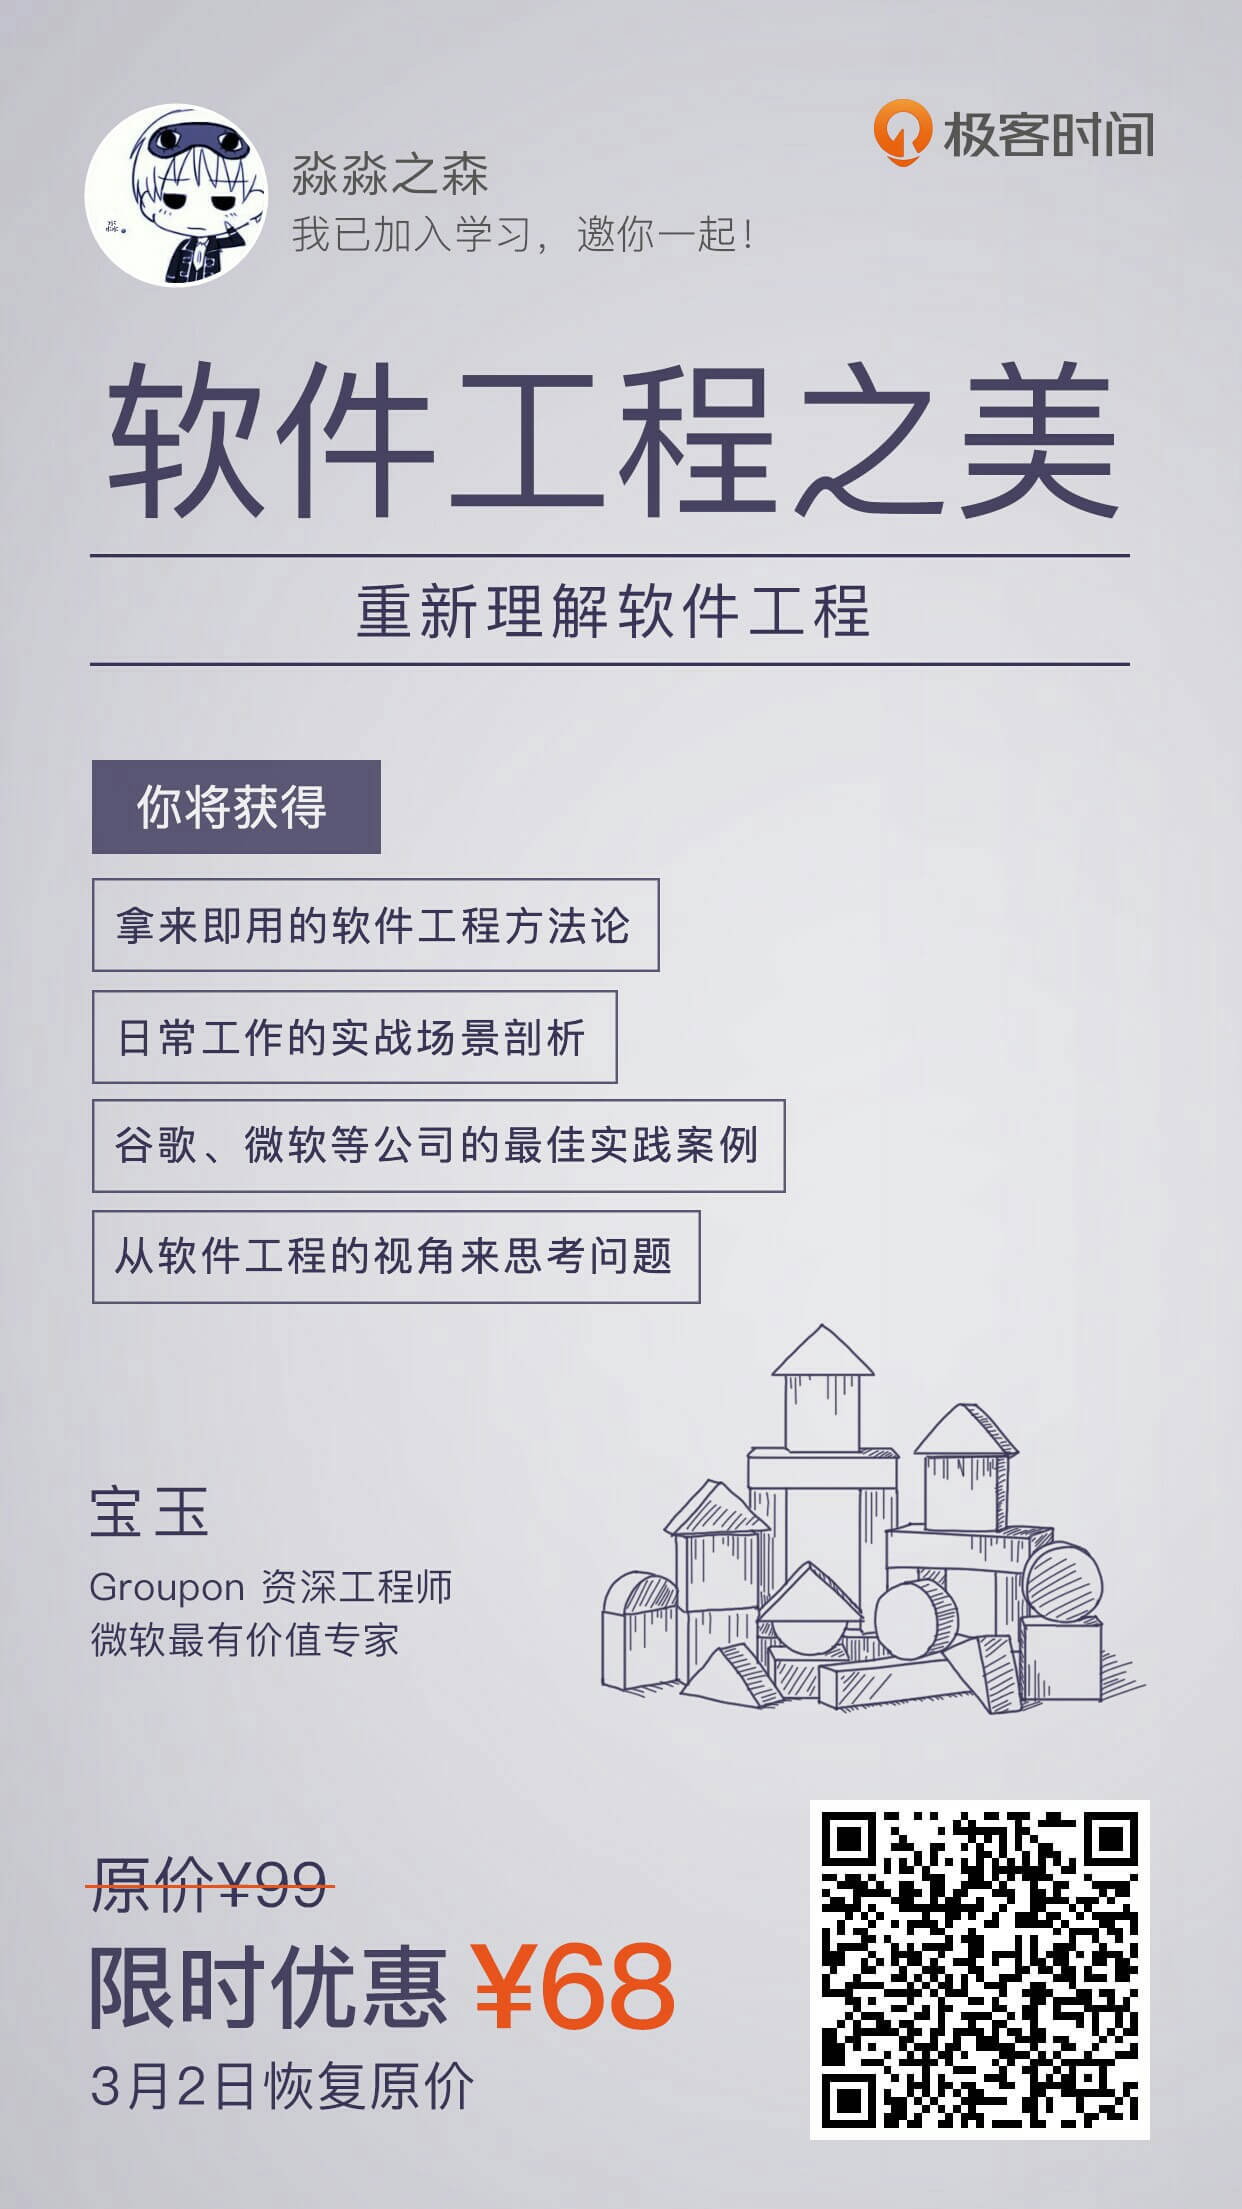 淼淼之森
极客时间
我已加入学习，邀你一起！
软件工程之美
重新理解软件工程
你将获得
拿来即用的软件工程方法论
日常工作的实战场景剖析
谷歌、微软等公司的最佳实践案例
从软件工程的视角来思考问题
宝玉
Groupon 资深工程师
微软最有价值专家
原价¥99
限时优惠 ¥68
3月2日恢复原价